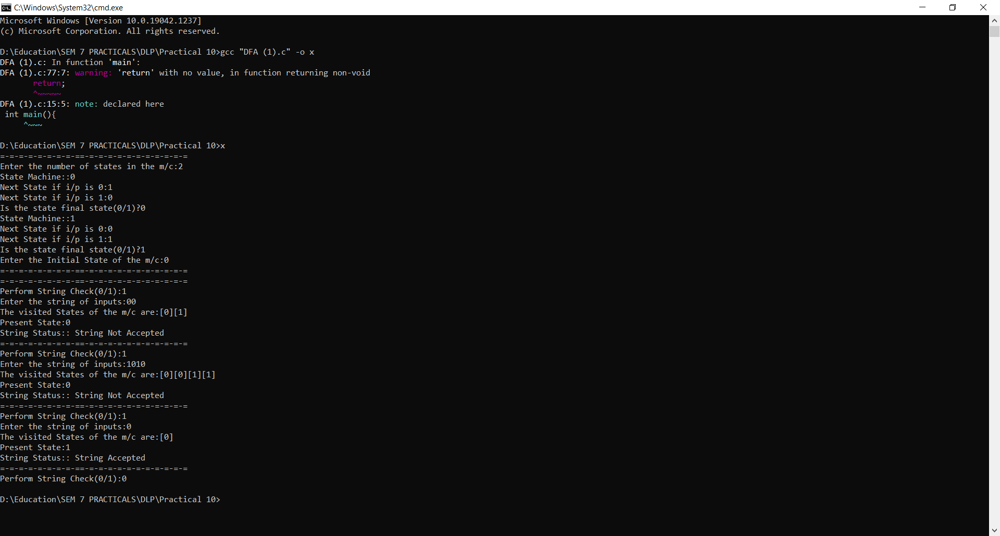 C:\Windows\System32\cmd.exe
Microsoft Windows [Version 10.0.19042.1237]
(c) Microsoft Corporation. All rights reserved.
D:\Education\SEM 7 PRACTICALS\DLP\Practical 10>gcc "DFA (1).c" -o x
DFA (1).c: In function 'main':
DFA (1).c:77:7: warning: 'return' with no value, in function returning non-void
       return;
       ^~~~~~
DFA (1).c:15:5: note: declared here
 int main(){
     ^~~~
D:\Education\SEM 7 PRACTICALS\DLP\Practical 10>x
=-=-=-=-=-=-=-=-==-=-=-=-=-=-=-=-=-=-=-=
Enter the number of states in the m/c:2
State Machine::0
Next State if i/p is 0:1
Next State if i/p is 1:0
Is the state final state(0/1)?0
State Machine::1
Next State if i/p is 0:0
Next State if i/p is 1:1
Is the state final state(0/1)?1
Enter the Initial State of the m/c:0
=-=-=-=-=-=-=-=-==-=-=-=-=-=-=-=-=-=-=-=
=-=-=-=-=-=-=-=-==-=-=-=-=-=-=-=-=-=-=-=
Perform String Check(0/1):1
Enter the string of inputs:00
The visited States of the m/c are:[0][1]
Present State:0
String Status:: String Not Accepted
=-=-=-=-=-=-=-=-==-=-=-=-=-=-=-=-=-=-=-=
Perform String Check(0/1):1
Enter the string of inputs:1010
The visited States of the m/c are:[0][0][1][1]
Present State:0
String Status:: String Not Accepted
=-=-=-=-=-=-=-=-==-=-=-=-=-=-=-=-=-=-=-=
Perform String Check(0/1):1
Enter the string of inputs:0
The visited States of the m/c are:[0]
Present State:1
String Status:: String Accepted
=-=-=-=-=-=-=-=-==-=-=-=-=-=-=-=-=-=-=-=
Perform String Check(0/1):0
D:\Education\SEM 7 PRACTICALS\DLP\Practical 10>